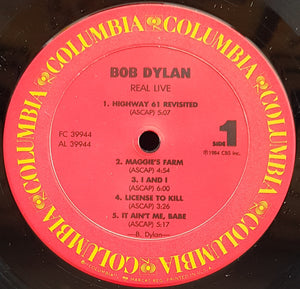 COLUMBIA COLUMBIA COLUMBIA COLUMBIA COLUMBIA COLUMBIA
BOB DYLAN
REAL LIVE
1. HIGHWAY 61 REVISITED
(ASCAP) 5:07
FC 39944
AL 39944
SIDE 1
℗1984 CBS Inc.
2. MAGGIE'S FARM
(ASCAP) 4:54
3. I AND I
(ASCAP) 6:00
4. LICENSE TO KILL
(ASCAP) 3:26
5. IT AIN'T ME, BABE
(ASCAP) 5:17
—B. Dylan—